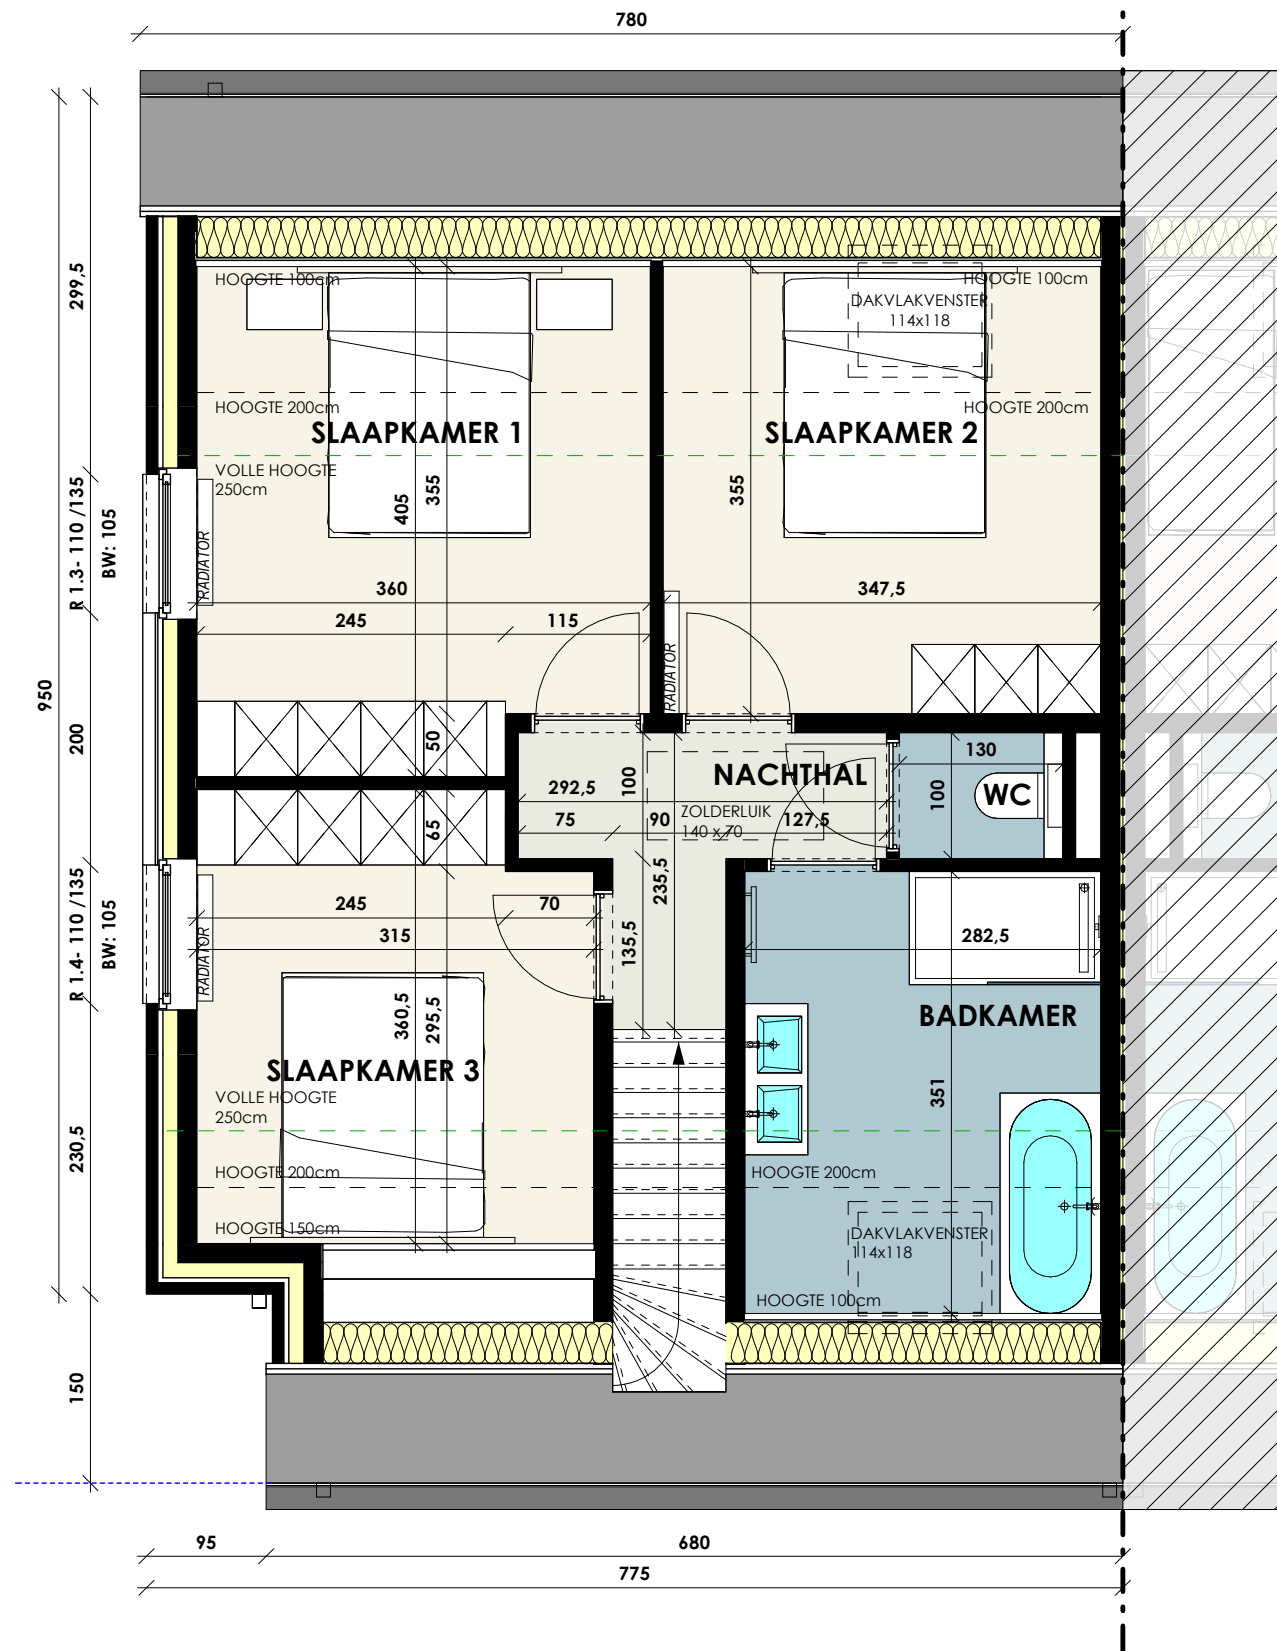 780
HOOGTE 100cm
HOOGTE 100cm
DAKVLAKVENSTER
114x118
299,5
HOOGTE 200cm
HOOGTE 200cm
SLAAPKAMER 1
SLAAPKAMER 2
VOLLE HOOGTE
250cm
405
355
355
R 1.3- 110 /135
BW: 105
RADIATOR
360
347,5
245
115
RADIATOR
950
200
50
100
NACHTHAL
130
292,5
WC
100
75
90
ZOLDERLUIK
140 x 70
127,5
65
235,5
R 1.4- 110 /135
BW: 105
RADIATOR
245
70
315
135,5
282,5
360,5
295,5
BADKAMER
SLAAPKAMER 3
VOLLE HOOGTE
250cm
351
230,5
HOOGTE 200cm
HOOGTE 200cm
HOOGTE 150cm
DAKVLAKVENSTER
114x118
HOOGTE 100cm
150
95
680
775